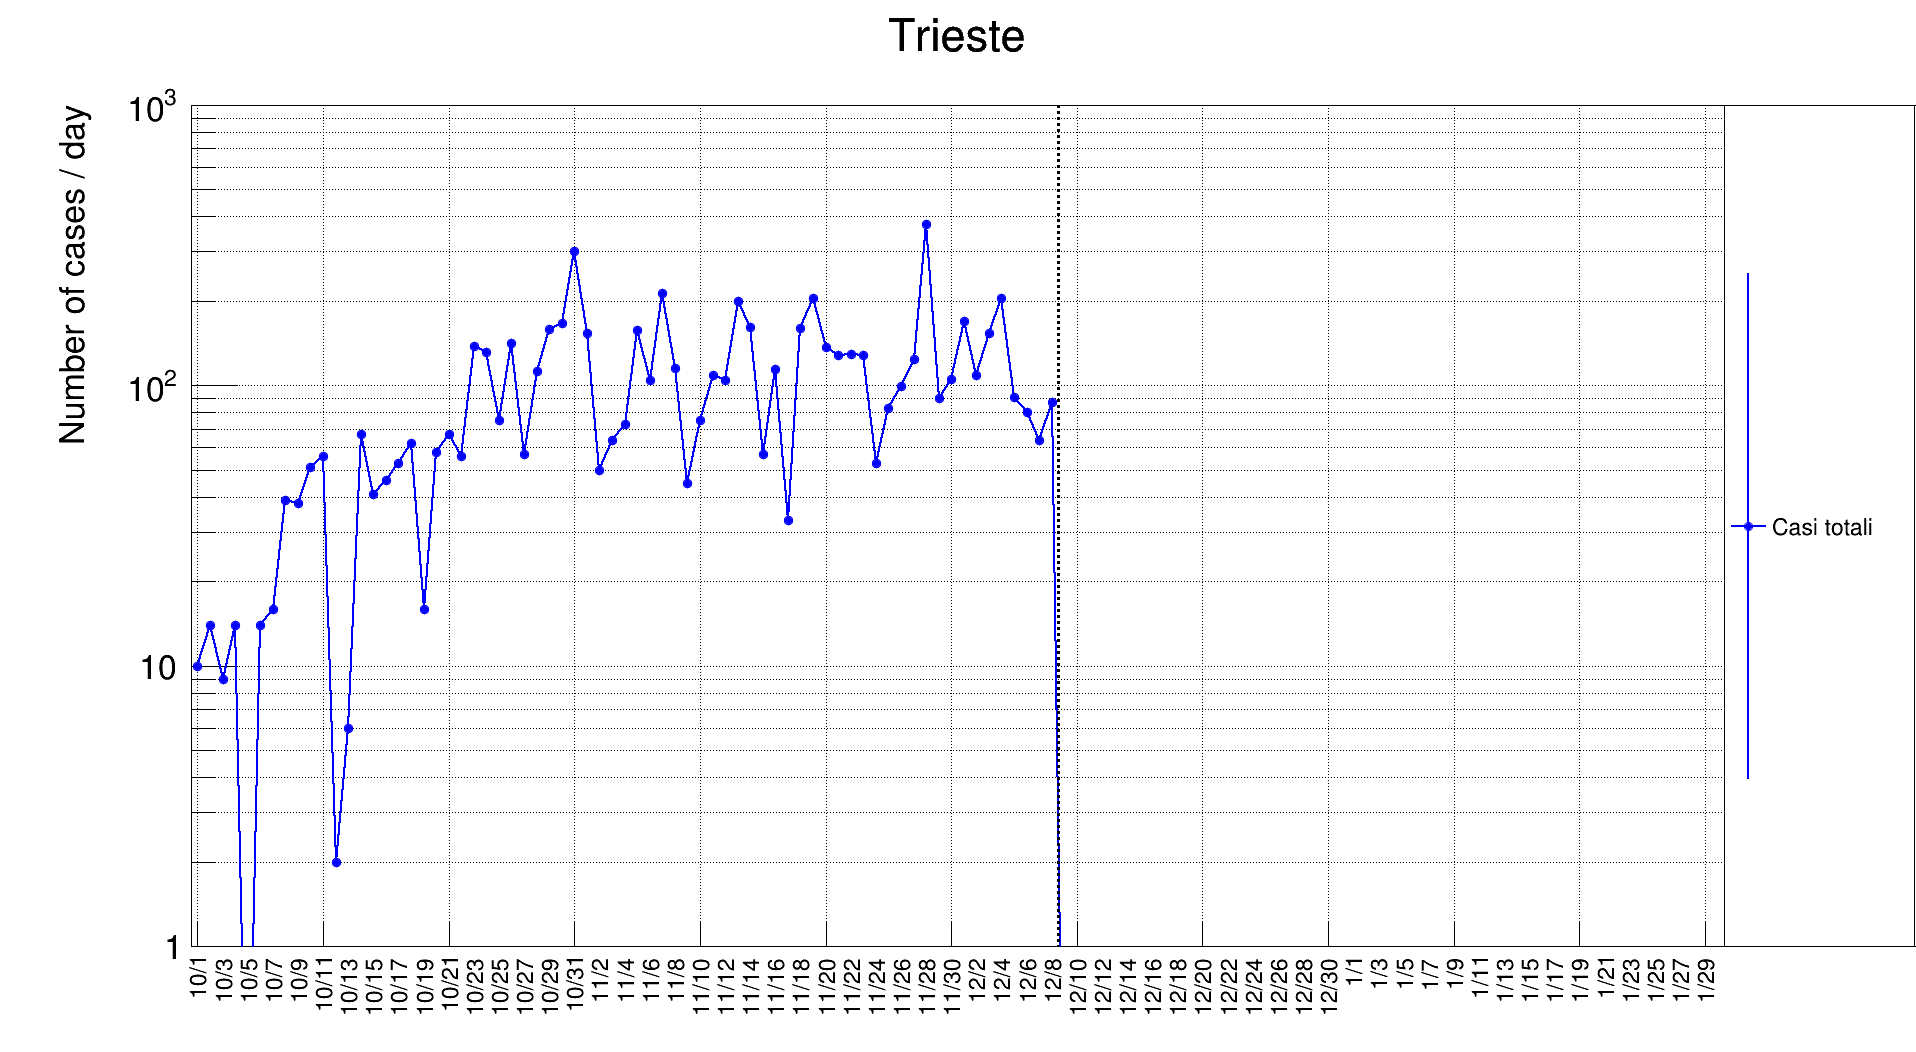 Trieste
Number of cases / day
10³
10²
10
1
10/1 10/3 10/5 10/7 10/9 10/11 10/13 10/15 10/17 10/19 10/21 10/23 10/25 10/27 10/29 10/31 11/2 11/4 11/6 11/8 11/10 11/12 11/14 11/16 11/18 11/20 11/22 11/24 11/26 11/28 11/30 12/2 12/4 12/6 12/8 12/10 12/12 12/14 12/16 12/18 12/20 12/22 12/24 12/26 12/28 12/30 1/1 1/3 1/5 1/7 1/9 1/11 1/13 1/15 1/17 1/19 1/21 1/23 1/25 1/27 1/29
Casi totali